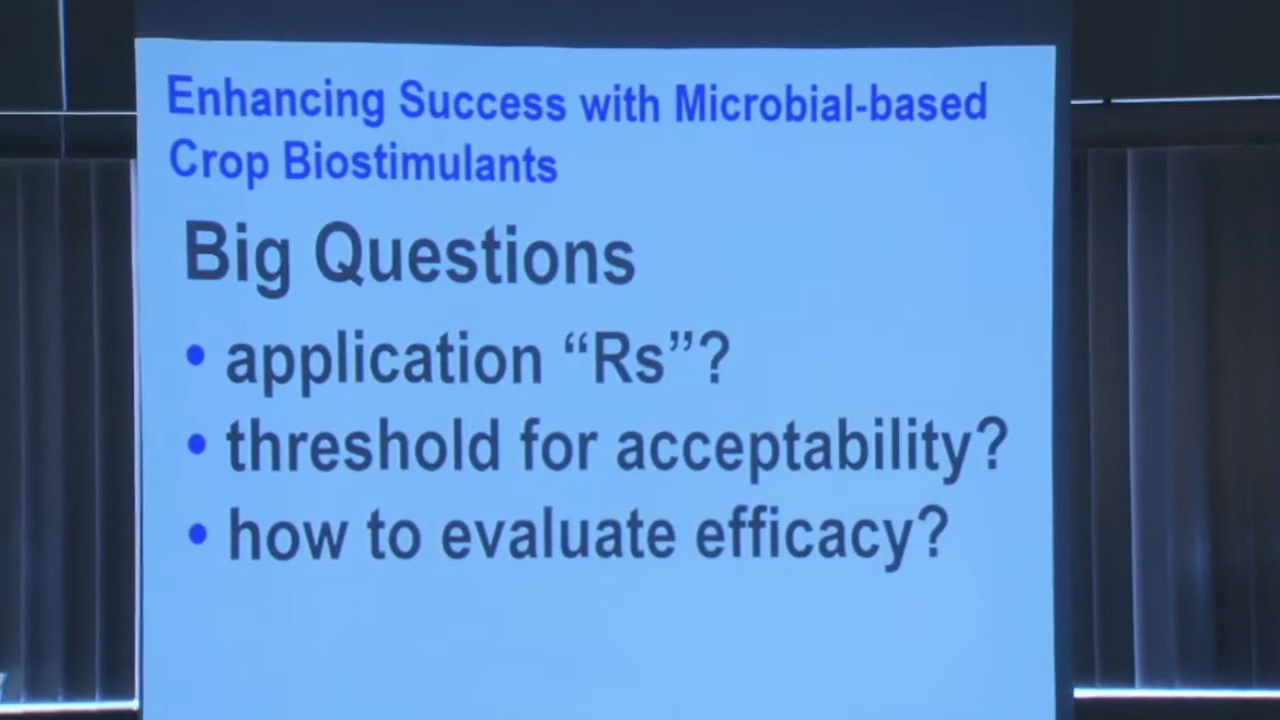 Enhancing Success with Microbial-based
Crop Biostimulants
Big Questions
• application “Rs”?
• threshold for acceptability?
• how to evaluate efficacy?